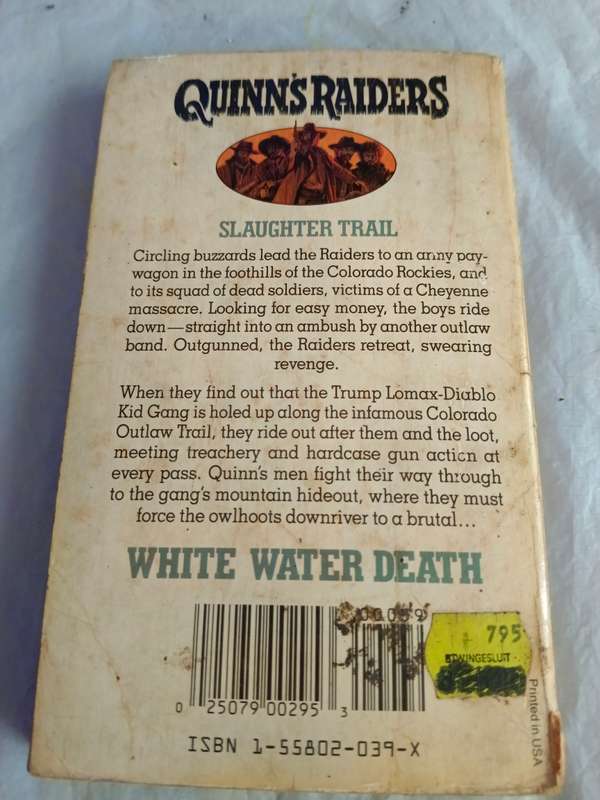 QUINN'S RAIDERS
SLAUGHTER TRAIL
Circling buzzards lead the Raiders to an army pay-
wagon in the foothills of the Colorado Rockies, and
to its squad of dead soldiers, victims of a Cheyenne
massacre. Looking for easy money, the boys ride
down—straight into an ambush by another outlaw
band. Outgunned, the Raiders retreat, swearing
revenge.
When they find out that the Trump Lomax-Diablo
Kid Gang is holed up along the infamous Colorado
Outlaw Trail, they ride out after them and the loot,
meeting treachery and hardcase gun action at
every pass. Quinn's men fight their way through
to the gang's mountain hideout, where they must
force the owlhoots downriver to a brutal...
WHITE WATER DEATH
795
BTWINGESLUIT
0 25079 00295 3
ISBN 1-55802-039-X
Printed in USA